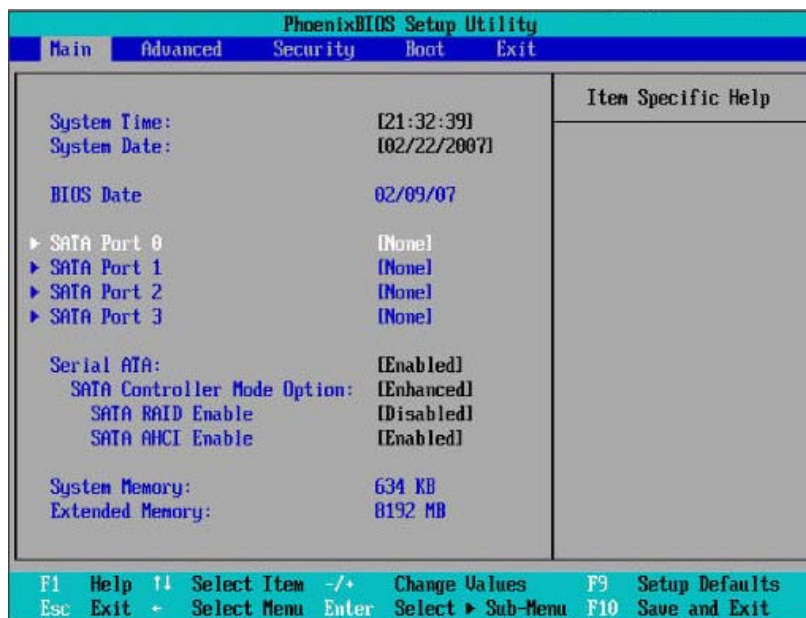 PhoenixBIOS Setup Utility
Main Advanced Security Boot Exit
Item Specific Help
System Time: [21:32:39]
System Date: [02/22/2007]
BIOS Date 02/09/07
▶ SATA Port 0 [None]
▶ SATA Port 1 [None]
▶ SATA Port 2 [None]
▶ SATA Port 3 [None]
Serial ATA: [Enabled]
SATA Controller Mode Option: [Enhanced]
SATA RAID Enable [Disabled]
SATA AHCI Enable [Enabled]
System Memory: 634 KB
Extended Memory: 8192 MB
F1 Help ↑↓ Select Item -/+ Change Values F9 Setup Defaults
Esc Exit ← Select Menu Enter Select ▶ Sub-Menu F10 Save and Exit